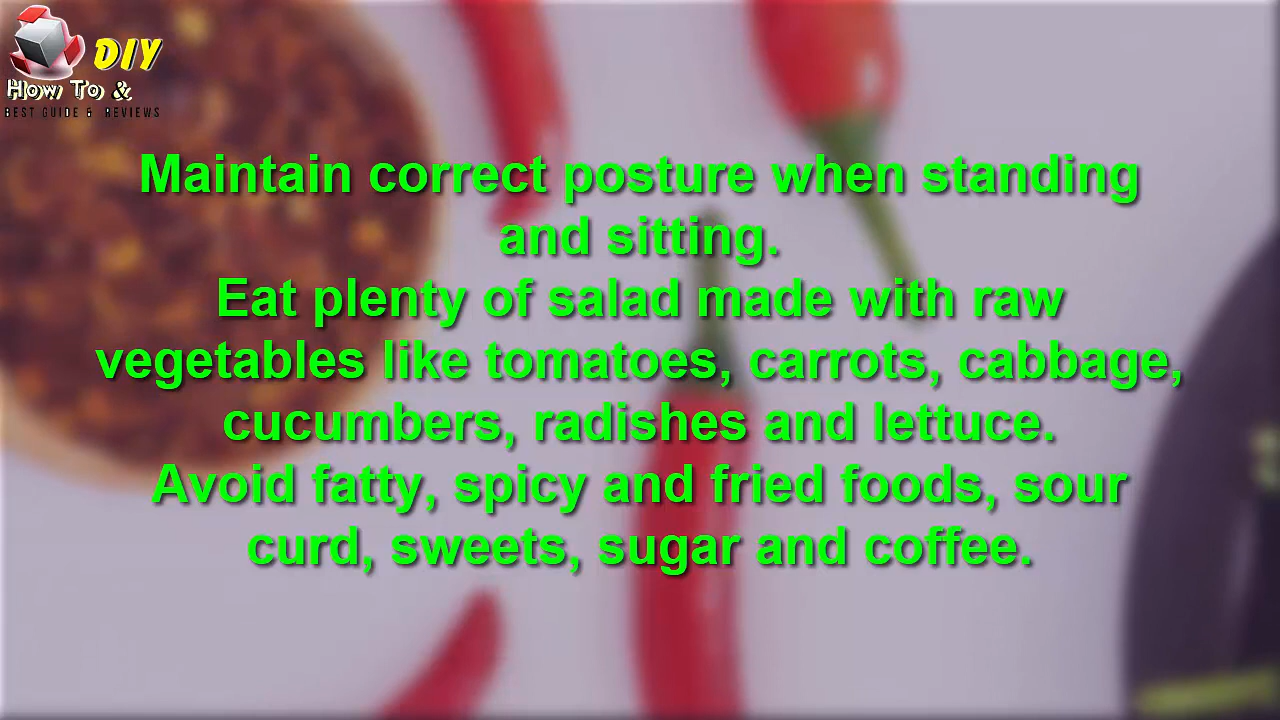 DIY
How To &
BEST GUIDE & REVIEWS
Maintain correct posture when standing
and sitting.
Eat plenty of salad made with raw
vegetables like tomatoes, carrots, cabbage,
cucumbers, radishes and lettuce.
Avoid fatty, spicy and fried foods, sour
curd, sweets, sugar and coffee.